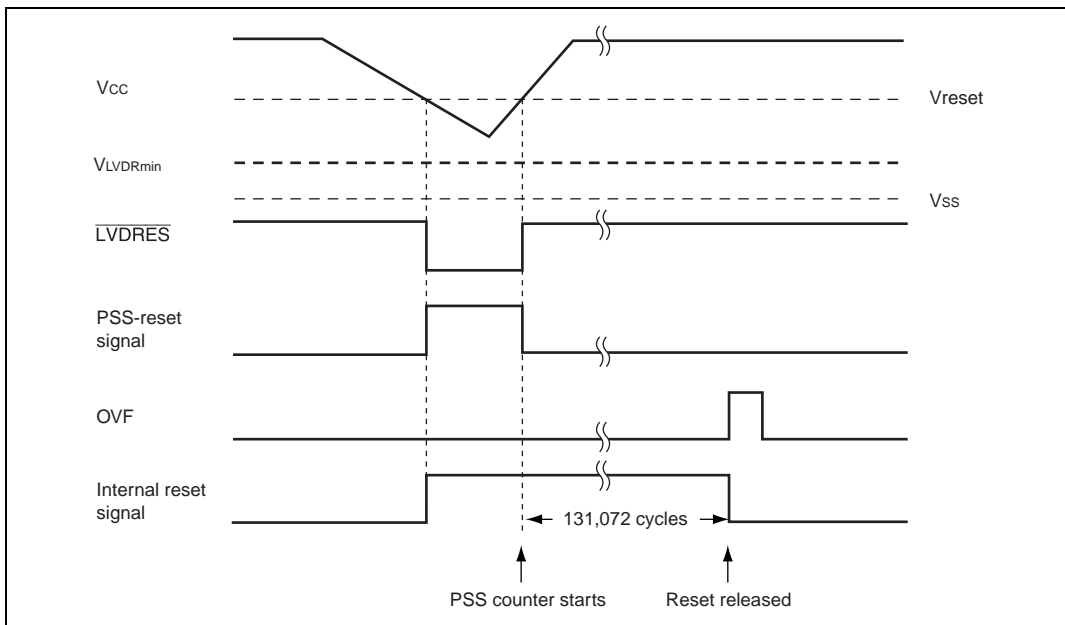 Vcc
Vreset
VLVDRmin
Vss
LVDRES
PSS-reset
signal
OVF
Internal reset
signal
131,072 cycles
PSS counter starts
Reset released